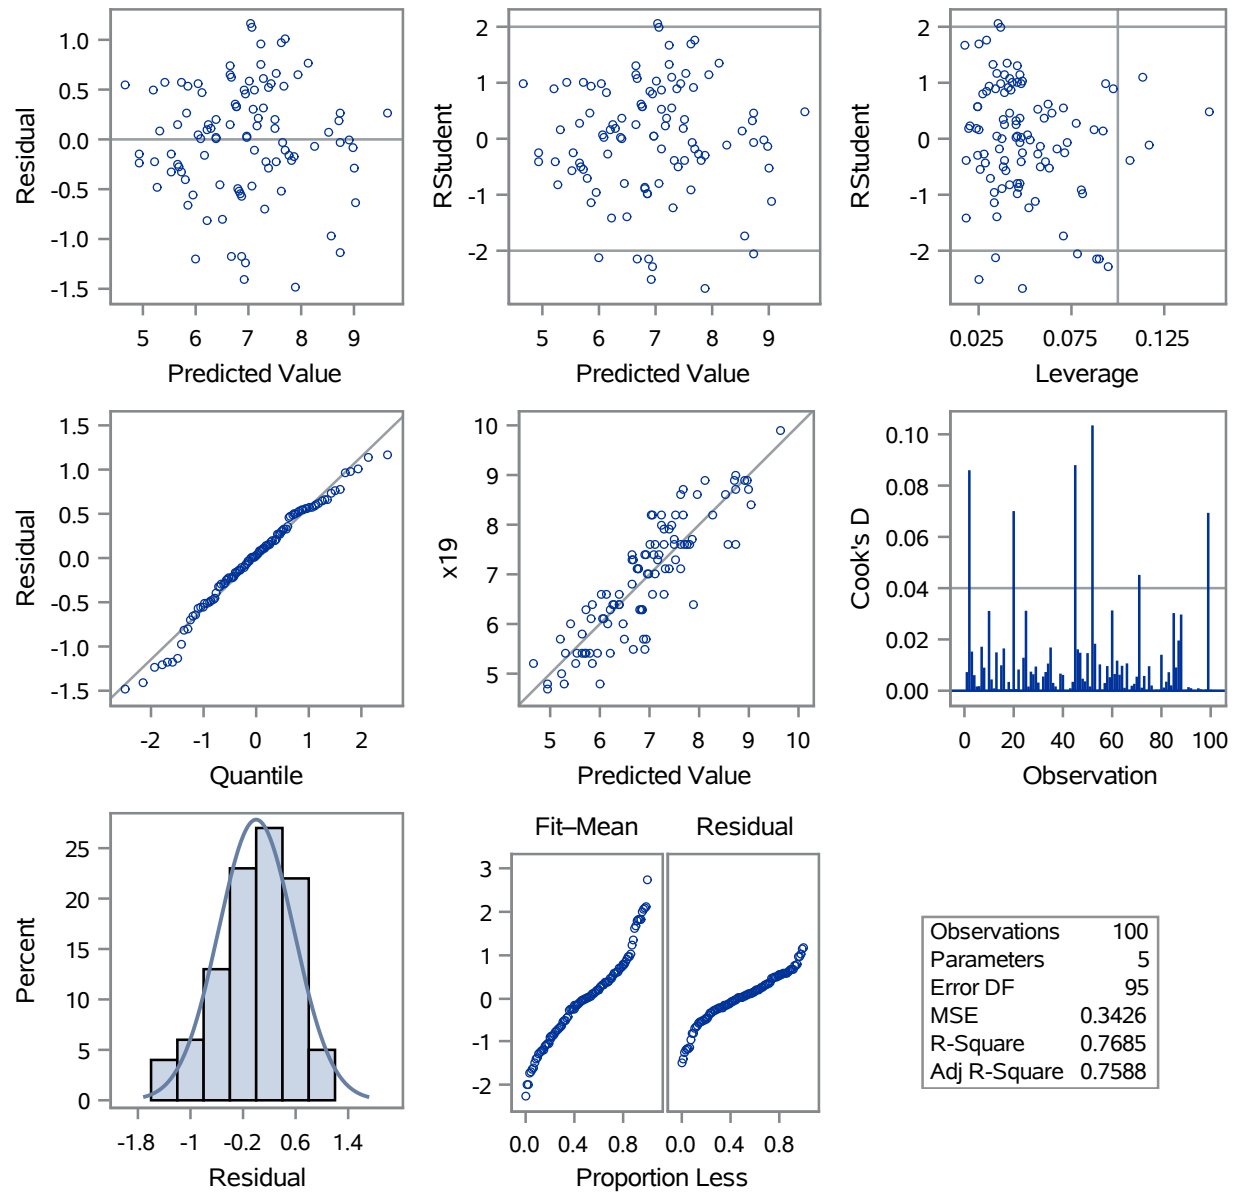 1.0
0.5
0.0
-0.5
-1.0
-1.5
Residual
5 6 7 8 9
Predicted Value
2
1
0
-1
-2
RStudent
5 6 7 8 9
Predicted Value
2
1
0
-1
-2
RStudent
0.025 0.075 0.125
Leverage
1.5
1.0
0.5
0.0
-0.5
-1.0
-1.5
Residual
-2 -1 0 1 2
Quantile
10
9
8
7
6
5
x19
5 6 7 8 9 10
Predicted Value
0.10
0.08
0.06
0.04
0.02
0.00
Cook's D
0 20 40 60 80 100
Observation
25
20
15
10
5
0
Percent
-1.8 -1 -0.2 0.6 1.4
Residual
Fit–Mean Residual
3
2
1
0
-1
-2
0.0 0.4 0.8 0.0 0.4 0.8
Proportion Less
Observations 100
Parameters 5
Error DF 95
MSE 0.3426
R-Square 0.7685
Adj R-Square 0.7588